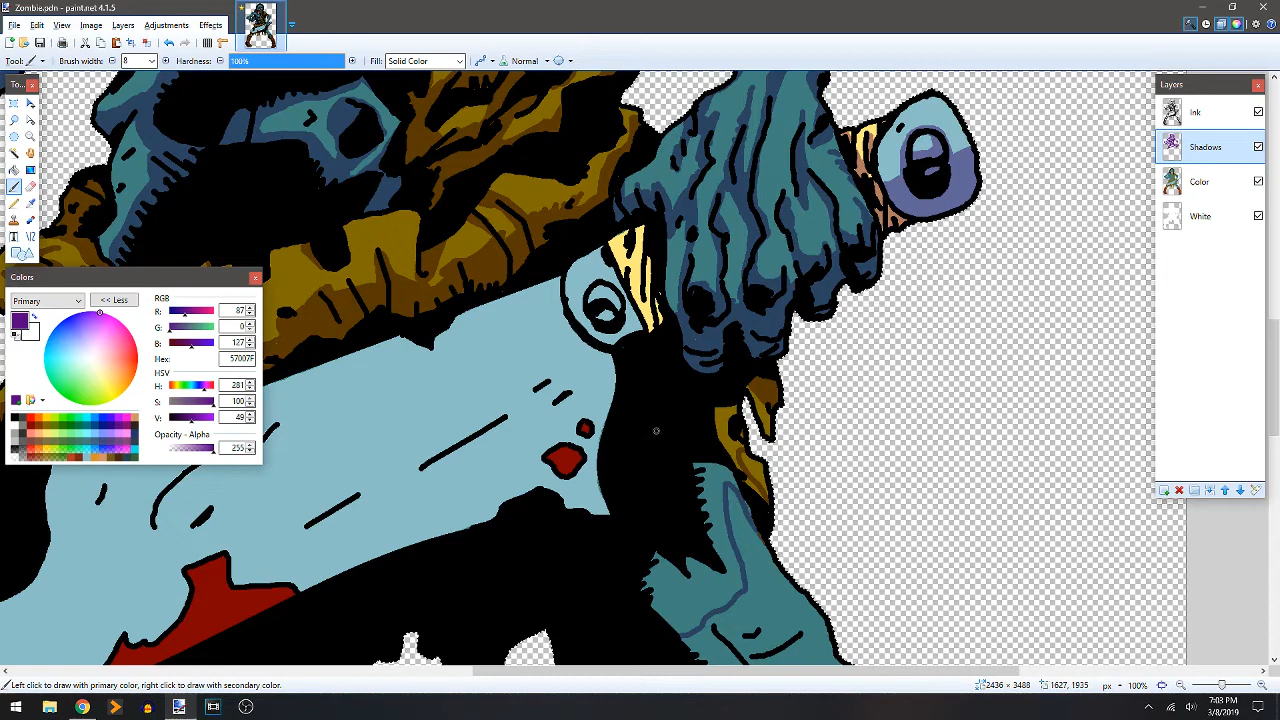 Zombie.pdn - paint.net 4.1.5
File Edit View Image Layers Adjustments Effects
Tool: Brush width: 8 Hardness: 100% Fill: Solid Color Normal
To...
Layers
Ink
Shadows
Color
White
Colors
Primary << Less
RGB
R: 87
G: 0
B: 127
Hex: 57007F
HSV
H: 281
S: 100
V: 49
Opacity - Alpha
255
Left click to draw with primary color, right click to draw with secondary color. 2436 × 3488 1627, 1935 px 100%
7:03 PM
3/8/2019